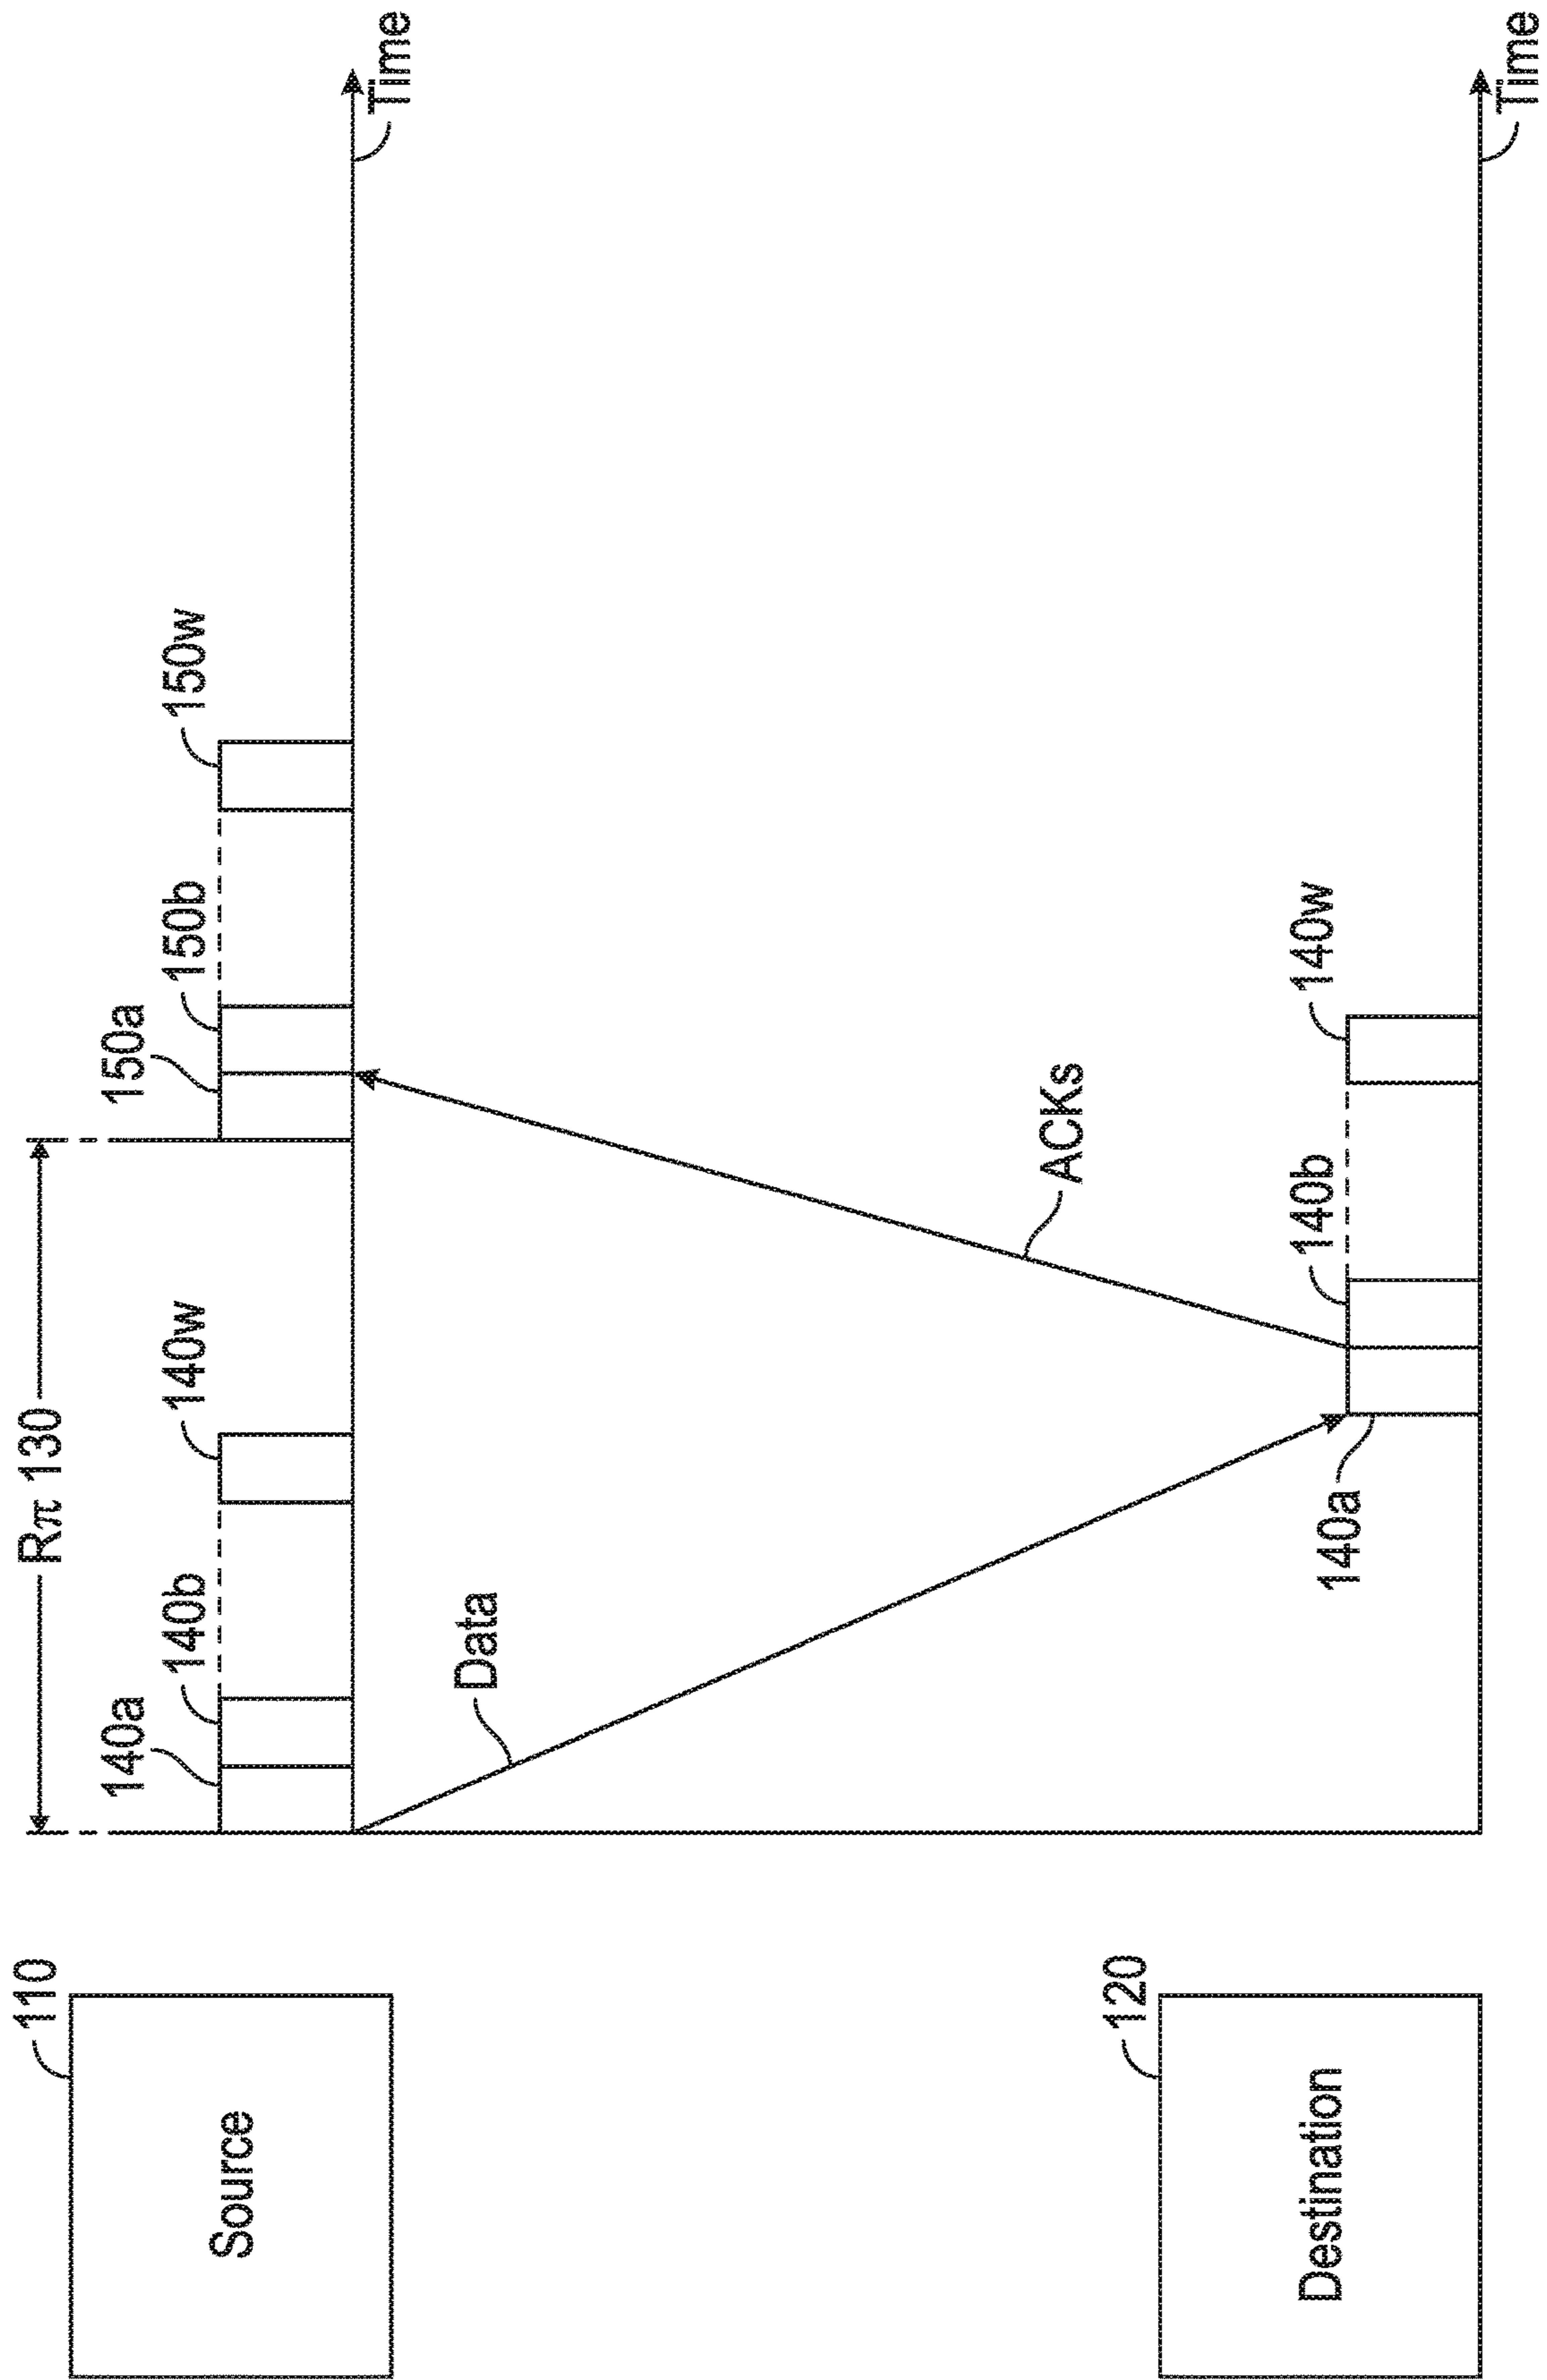 Rπ 130
140a
140b
140w
150a
150b
150w
110
Source
Time
Data
ACKs
120
Destination
140a
140b
140w
Time